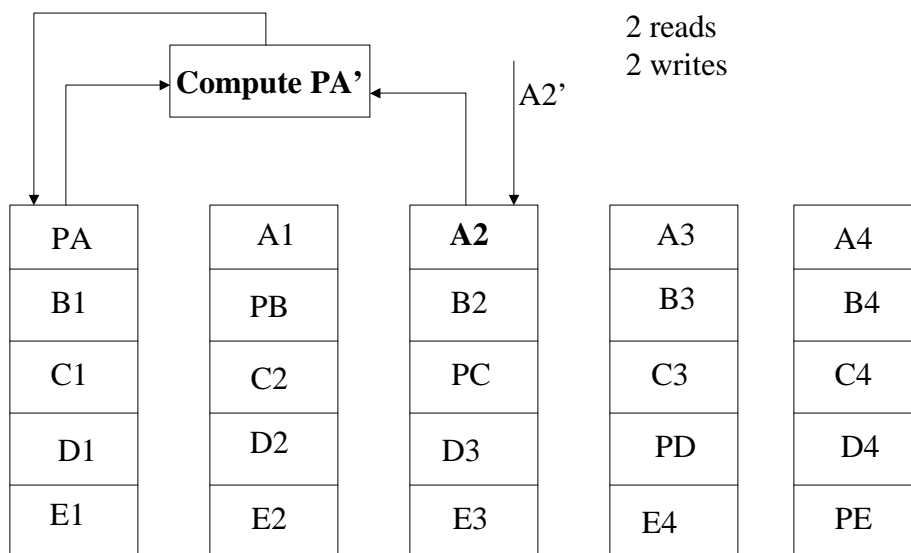 2 reads
2 writes
Compute PA’
A2’
PA A1 A2 A3 A4
B1 PB B2 B3 B4
C1 C2 PC C3 C4
D1 D2 D3 PD D4
E1 E2 E3 E4 PE